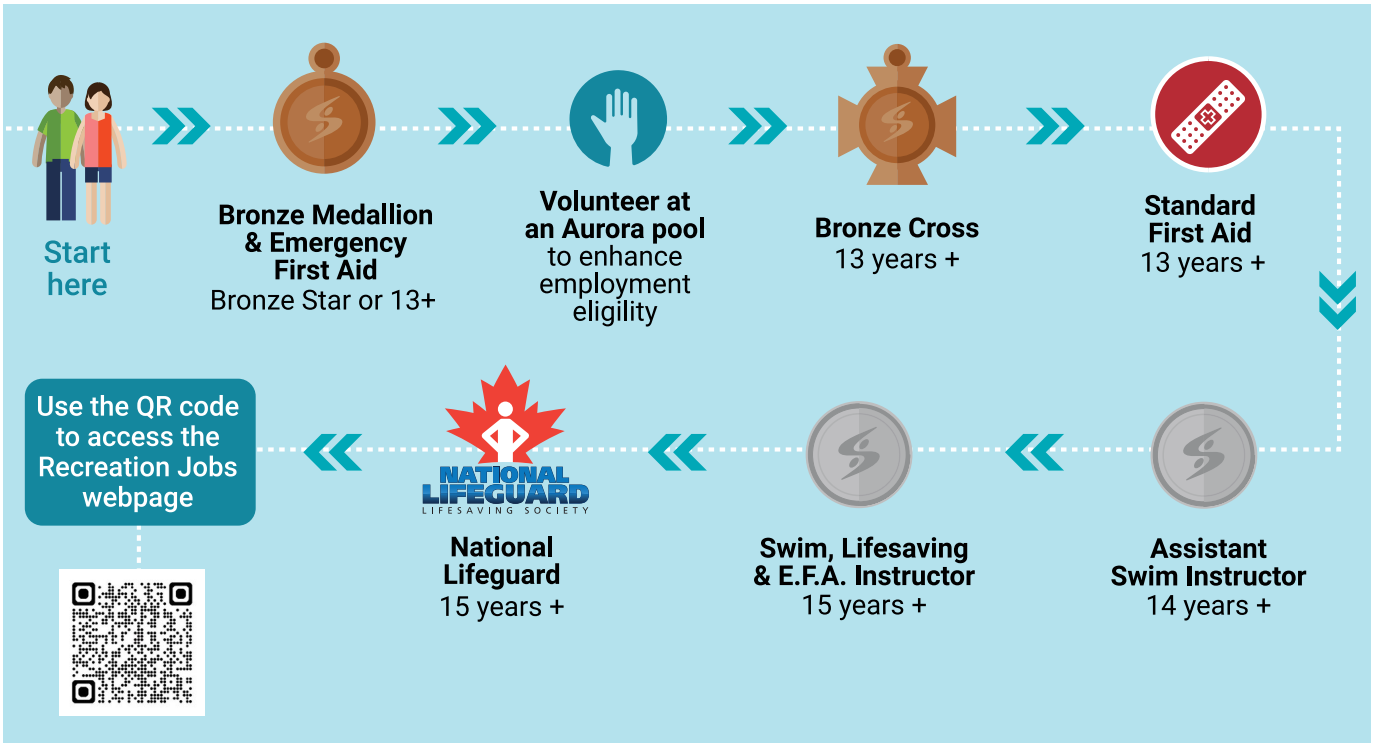 Start
here
Bronze Medallion
& Emergency
First Aid
Bronze Star or 13+
Volunteer at
an Aurora pool
to enhance
employment
eligility
Bronze Cross
13 years +
Standard
First Aid
13 years +
Assistant
Swim Instructor
14 years +
Swim, Lifesaving
& E.F.A. Instructor
15 years +
NATIONAL
LIFEGUARD
LIFESAVING SOCIETY
National
Lifeguard
15 years +
Use the QR code
to access the
Recreation Jobs
webpage